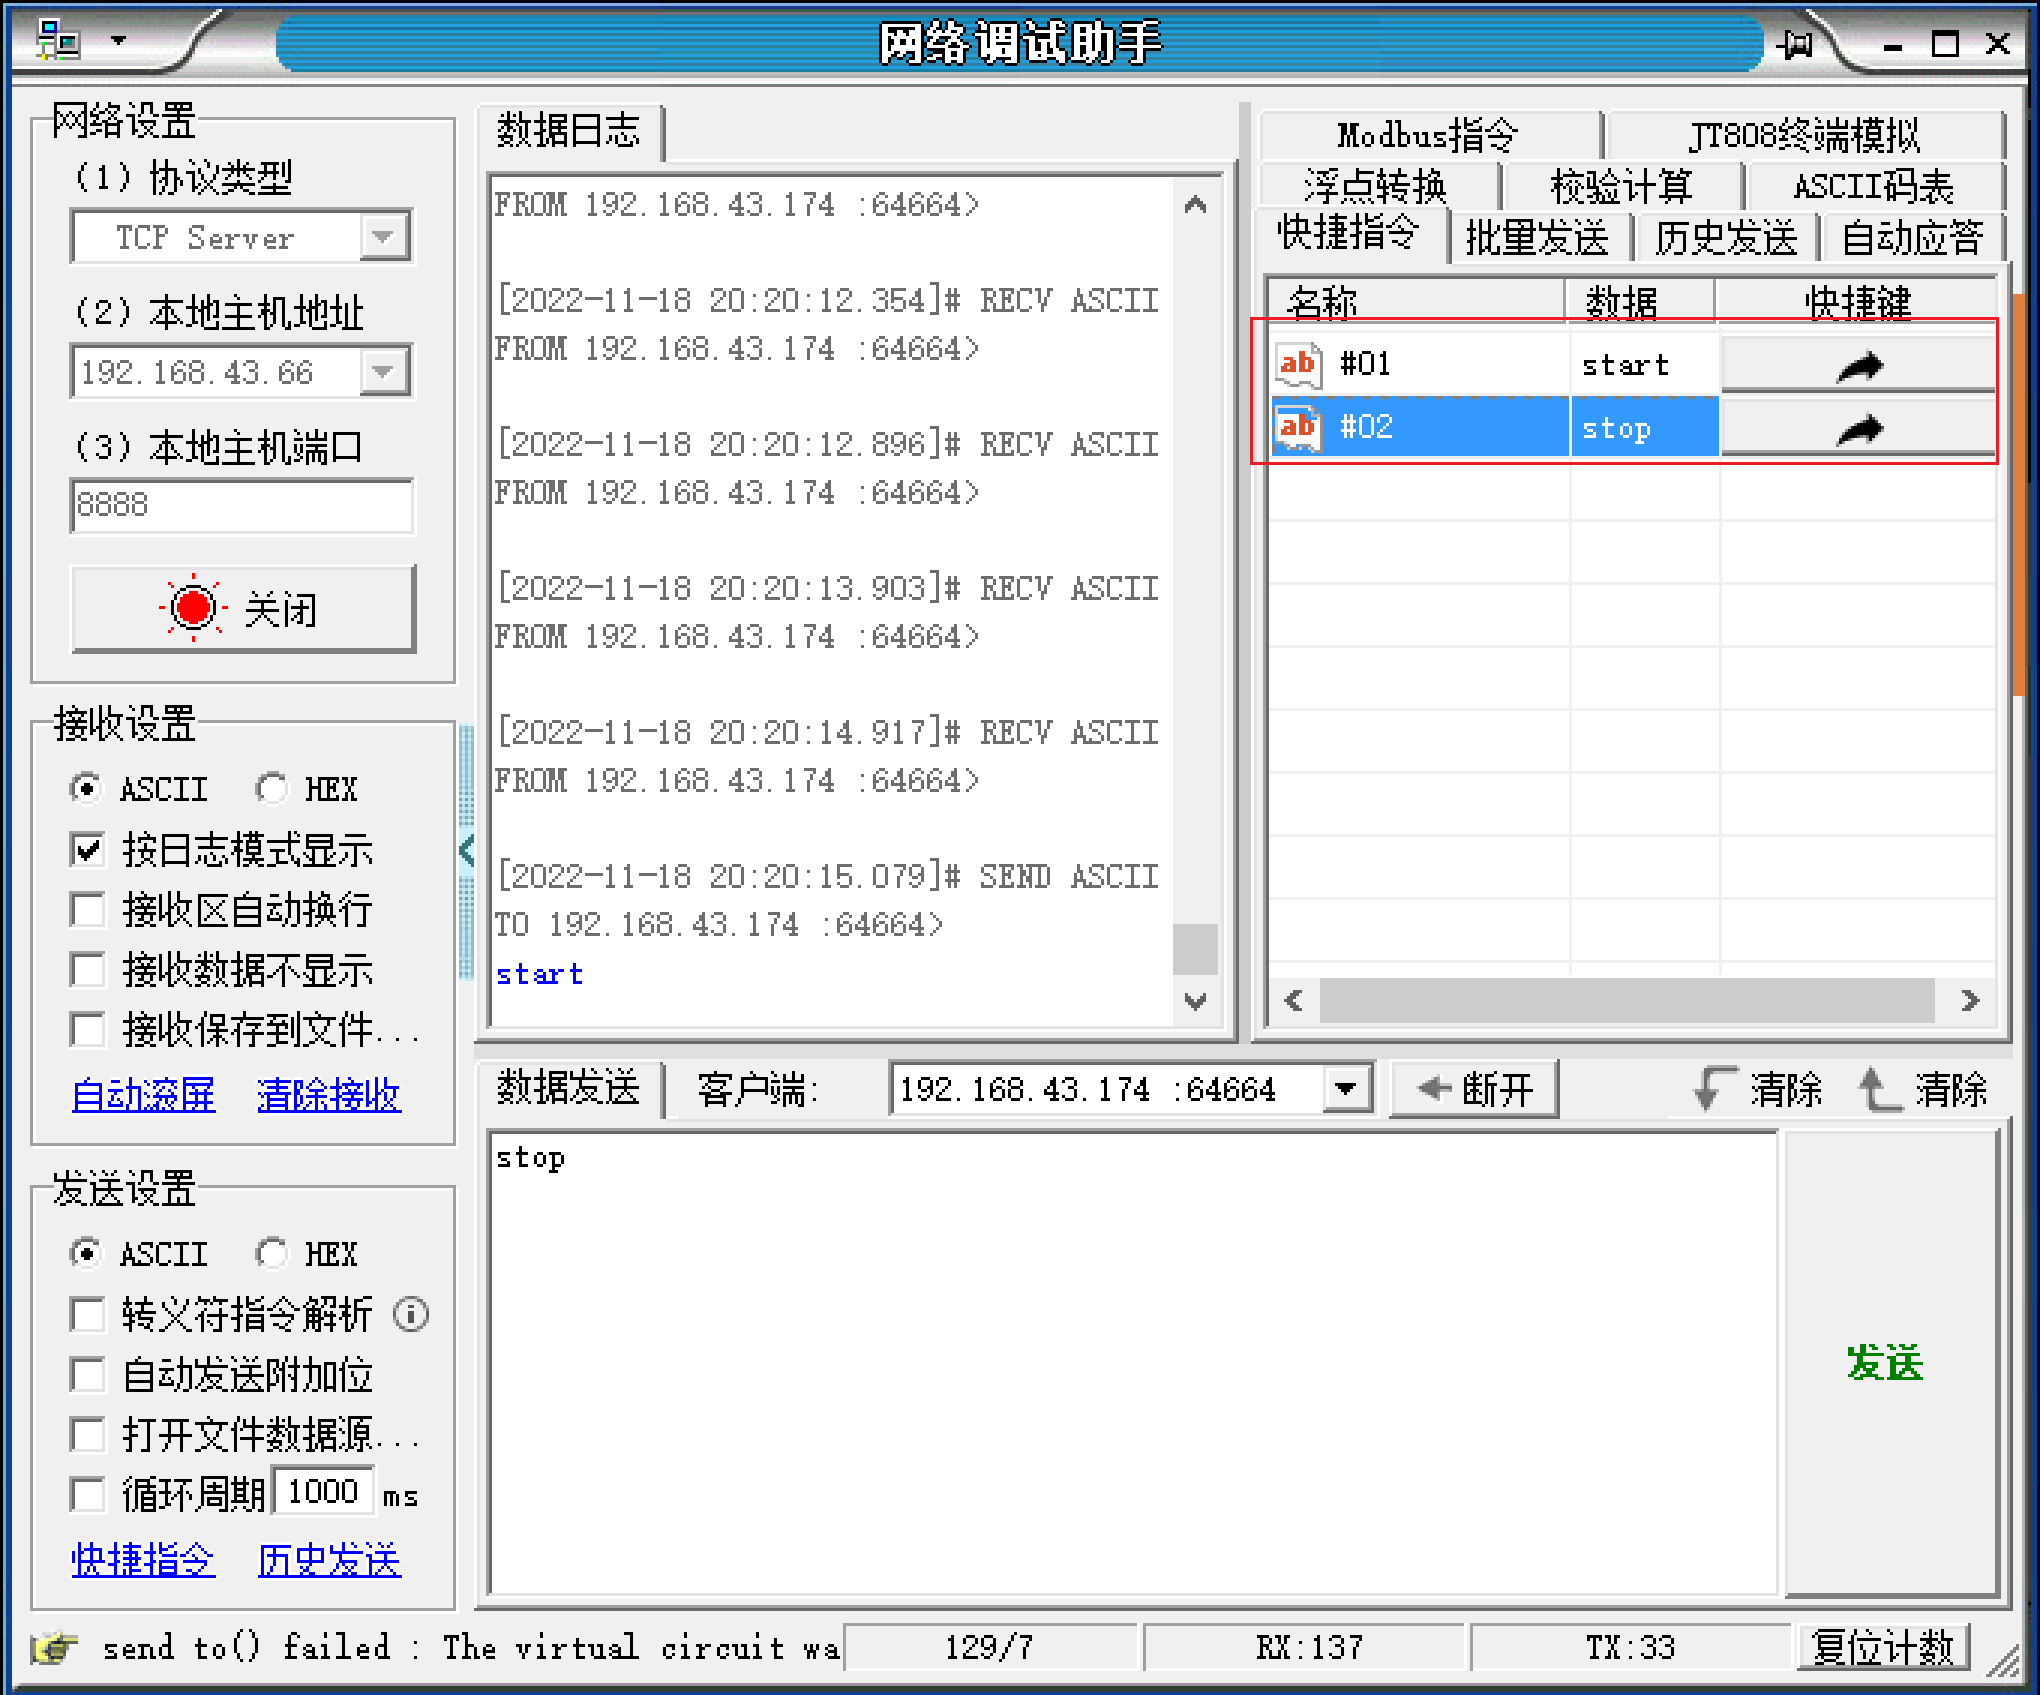 网络调试助手
网络设置
(1) 协议类型
TCP Server
(2) 本地主机地址
192.168.43.66
(3) 本地主机端口
8888
关闭
接收设置
ASCII HEX
按日志模式显示
接收区自动换行
接收数据不显示
接收保存到文件...
自动滚屏 清除接收
发送设置
ASCII HEX
转义符指令解析
自动发送附加位
打开文件数据源...
循环周期 1000 ms
快捷指令 历史发送
数据日志
FROM 192.168.43.174 :64664>
[2022-11-18 20:20:12.354]# RECV ASCII
FROM 192.168.43.174 :64664>
[2022-11-18 20:20:12.896]# RECV ASCII
FROM 192.168.43.174 :64664>
[2022-11-18 20:20:13.903]# RECV ASCII
FROM 192.168.43.174 :64664>
[2022-11-18 20:20:14.917]# RECV ASCII
FROM 192.168.43.174 :64664>
[2022-11-18 20:20:15.079]# SEND ASCII
TO 192.168.43.174 :64664>
start
Modbus指令 JT808终端模拟
浮点转换 校验计算 ASCII码表
快捷指令 批量发送 历史发送 自动应答
名称 数据 快捷键
ab #01 start
ab #02 stop
数据发送 客户端: 192.168.43.174 :64664 断开 清除 清除
stop
发送
send to() failed : The virtual circuit wa 129/7 RX:137 TX:33 复位计数